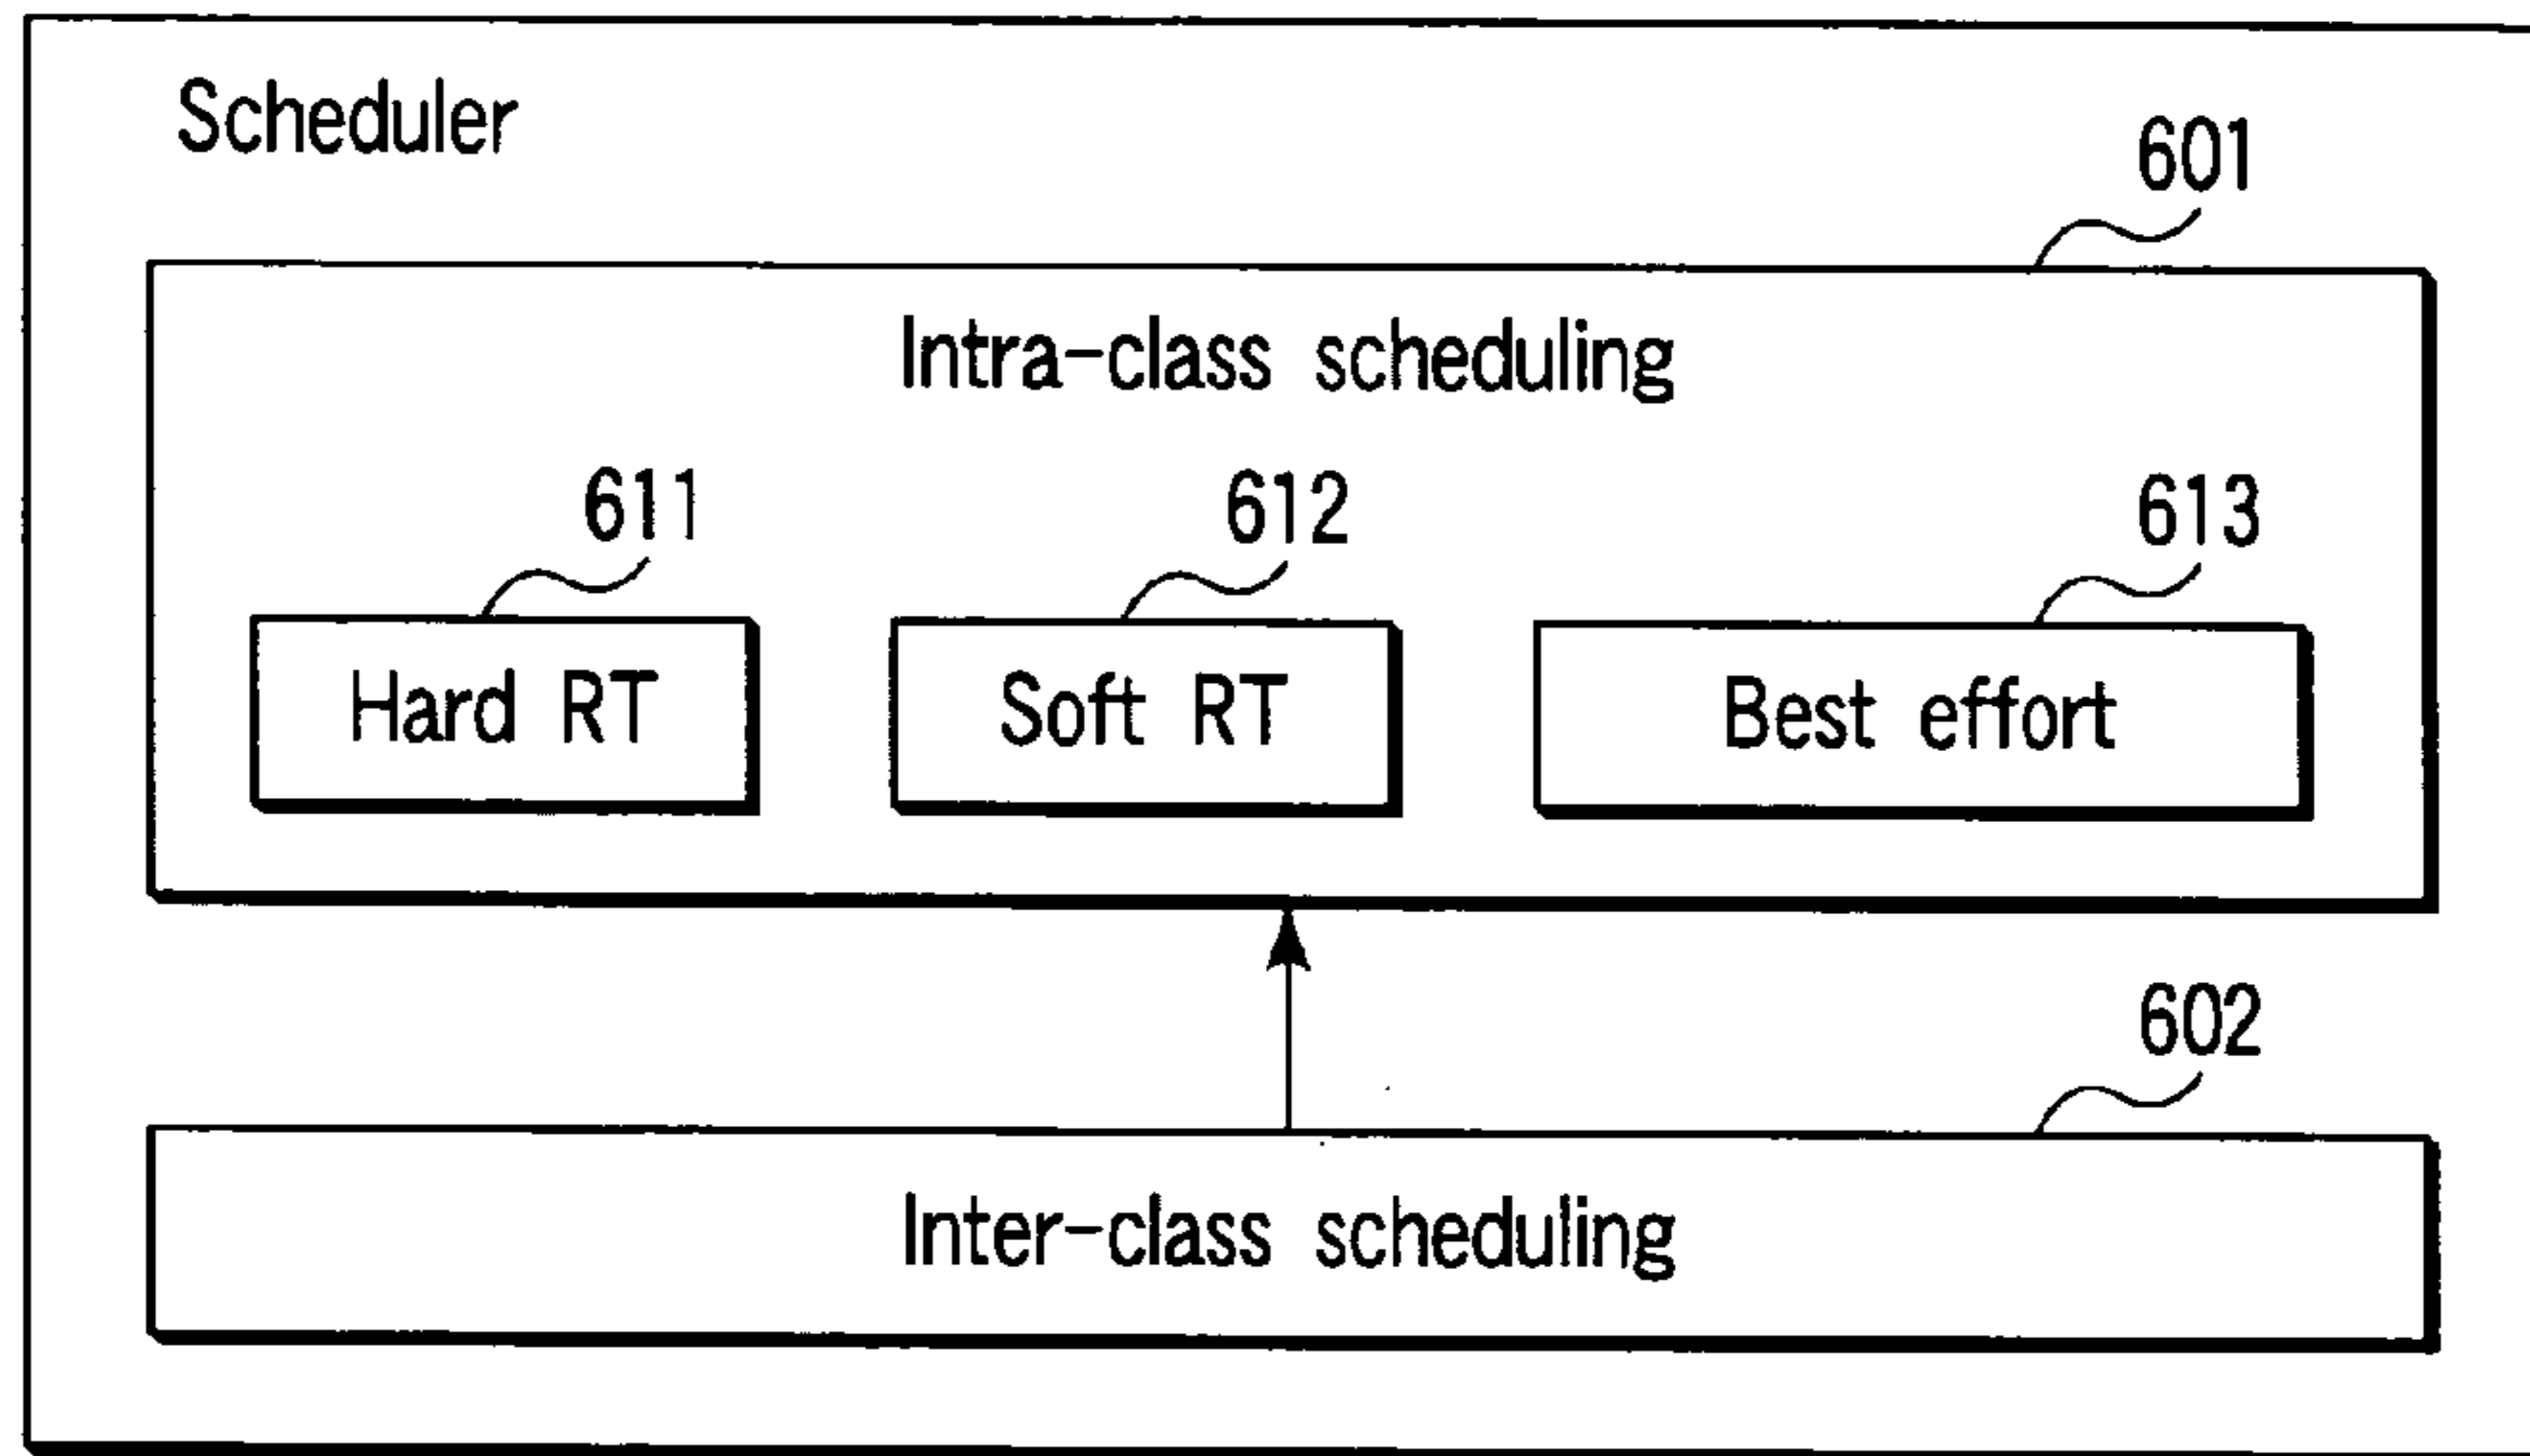 Scheduler
601
Intra-class scheduling
611
612
613
Hard RT
Soft RT
Best effort
602
Inter-class scheduling